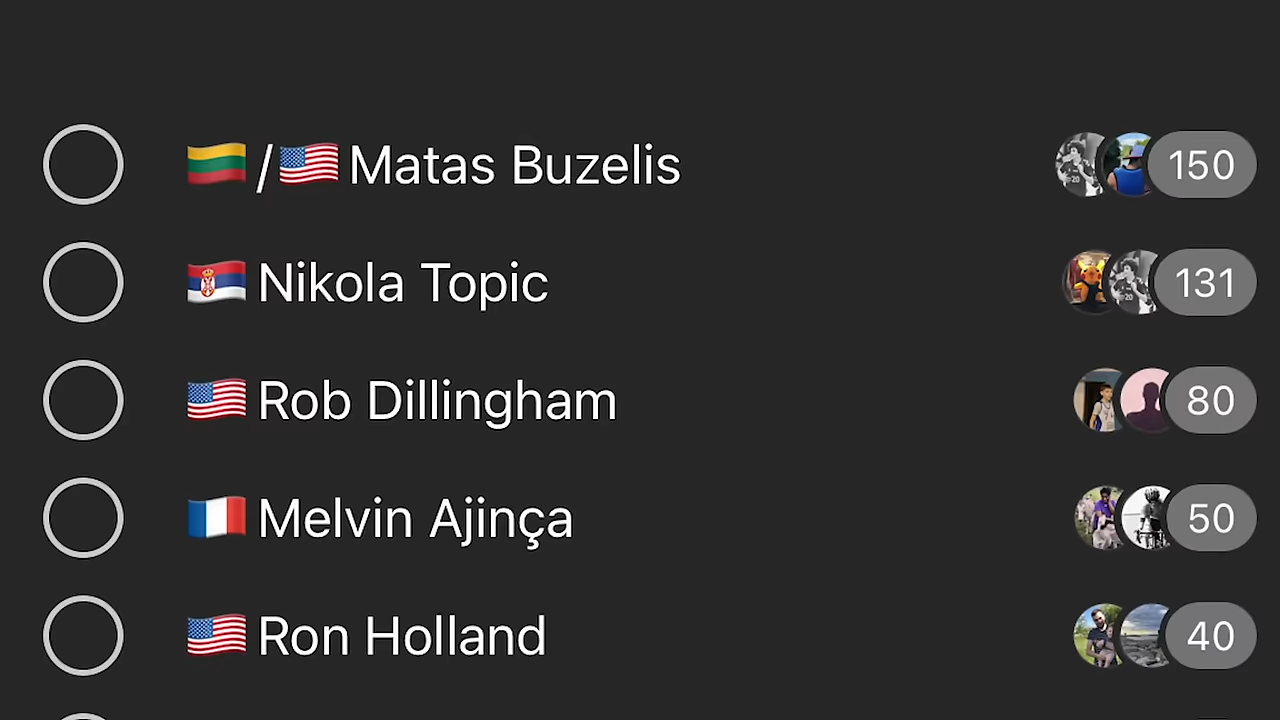 🇱🇹/🇺🇸 Matas Buzelis 150
🇷🇸 Nikola Topic 131
🇺🇸 Rob Dillingham 80
🇫🇷 Melvin Ajinça 50
🇺🇸 Ron Holland 40